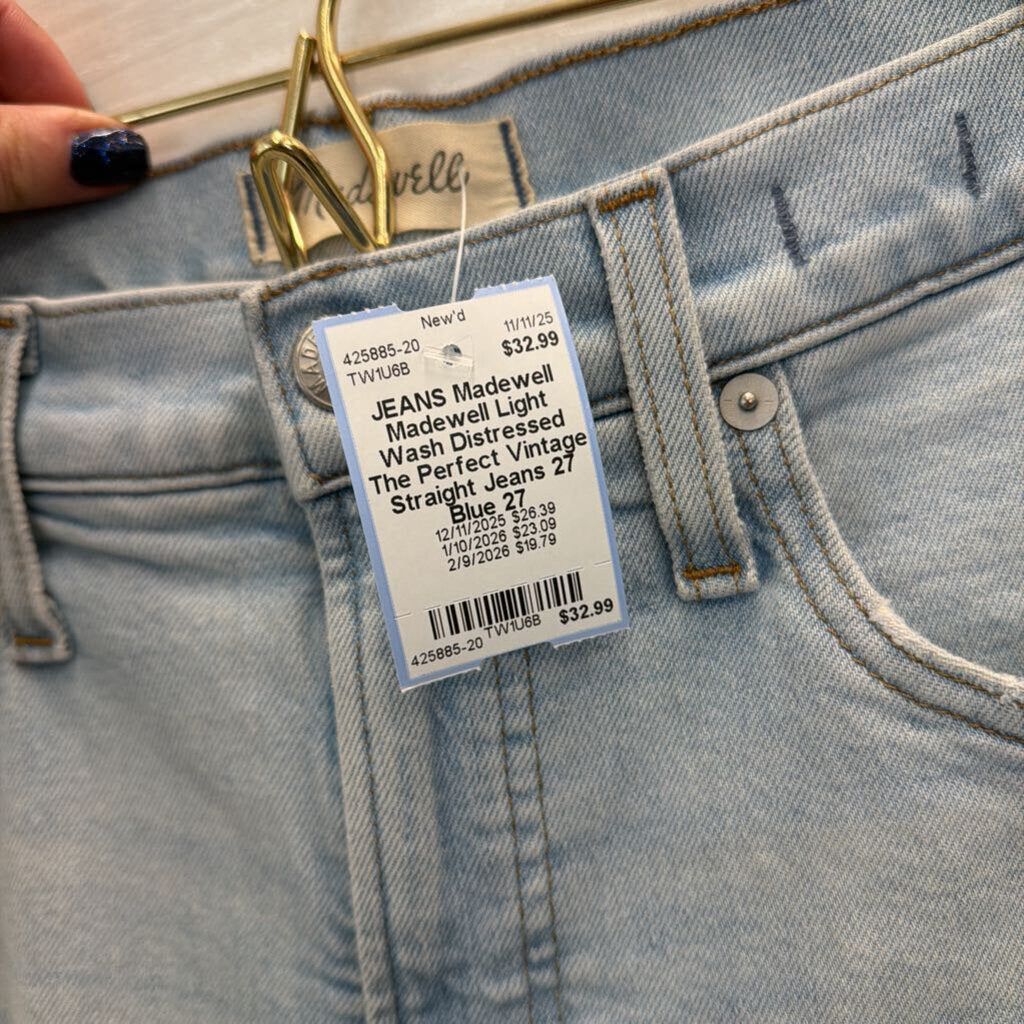 Madewell
MAD
New'd
425885-20
11/11/25
TW1U6B
$32.99
JEANS Madewell
Madewell Light
Wash Distressed
The Perfect Vintage
Straight Jeans 27
Blue 27
12/11/2025 $26.39
1/10/2026 $23.09
2/9/2026 $19.79
425885-20 TW1U6B $32.99